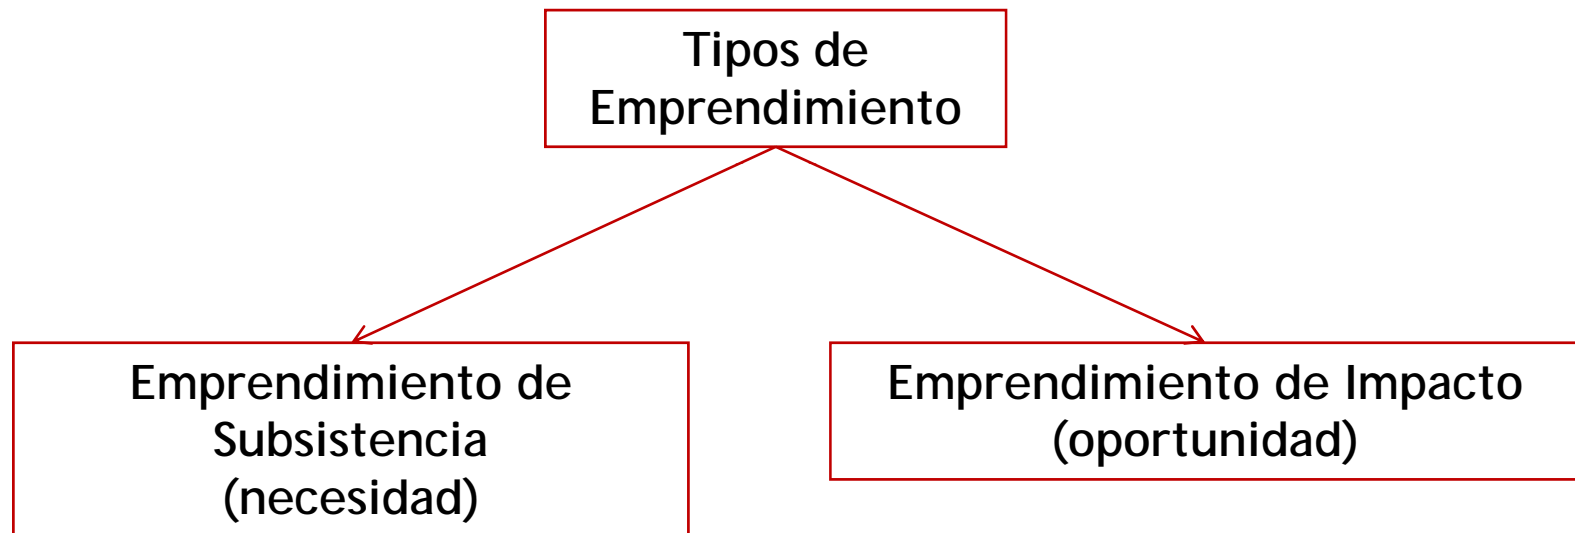 Tipos de
Emprendimiento
Emprendimiento de
Subsistencia
(necesidad)
Emprendimiento de Impacto
(oportunidad)